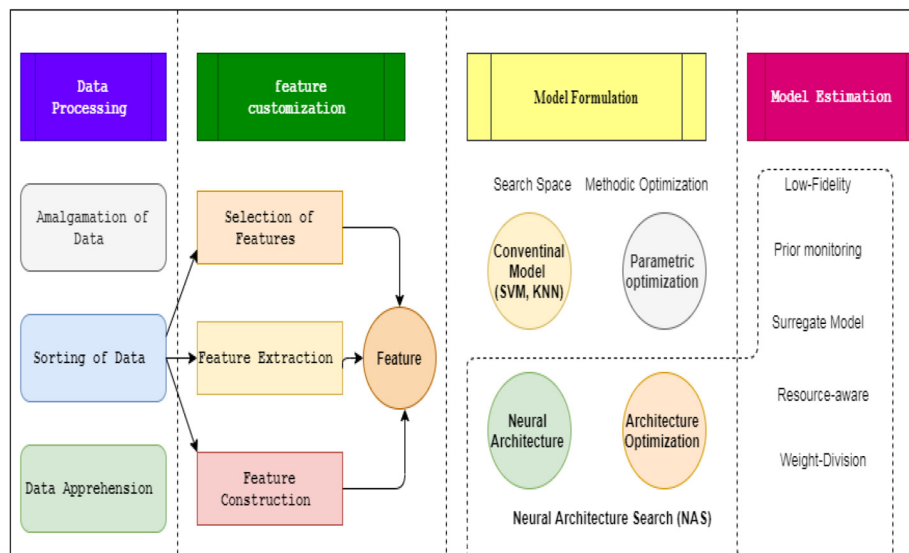 Data
Processing
feature
customization
Model Formulation
Model Estimation
Amalgamation of
Data
Sorting of Data
Data Apprehension
Selection of
Features
Feature Extraction
Feature
Construction
Feature
Search Space
Methodic Optimization
Conventinal
Model
(SVM, KNN)
Parametric
optimization
Neural
Architecture
Architecture
Optimization
Neural Architecture Search (NAS)
Low-Fidelity
Prior monitoring
Surregate Model
Resource-aware
Weight-Division